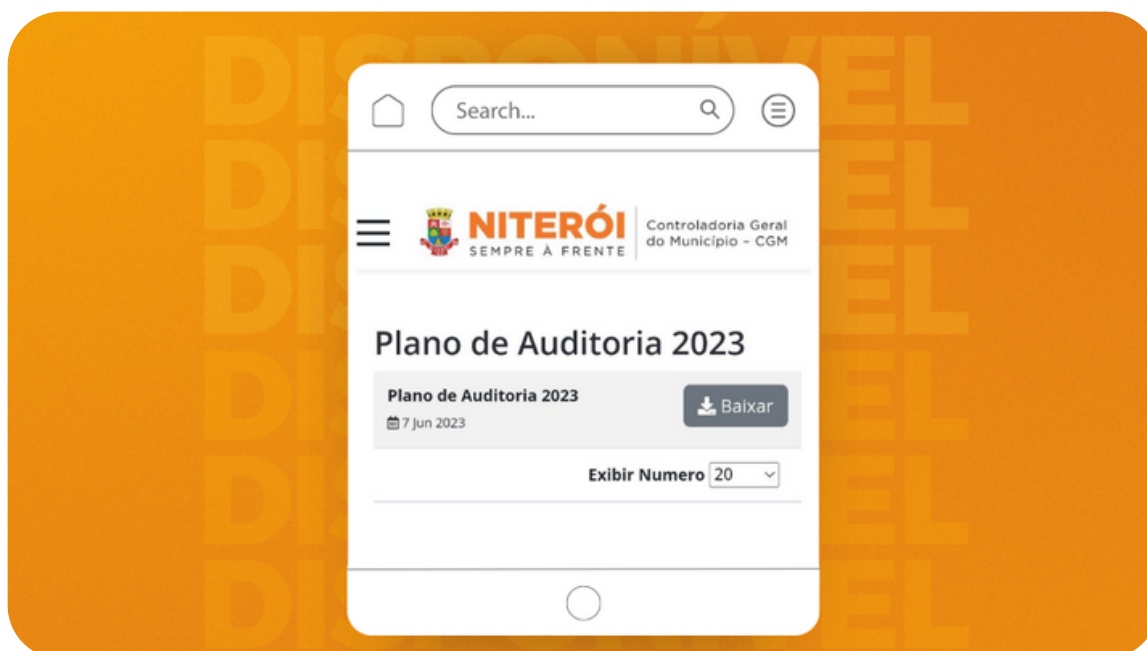 DISPONÍVEL
Search...
NITERÓI
SEMPRE À FRENTE
Controladoria Geral
do Município - CGM
Plano de Auditoria 2023
Plano de Auditoria 2023
7 Jun 2023
Baixar
Exibir Numero 20
DISPONÍVEL